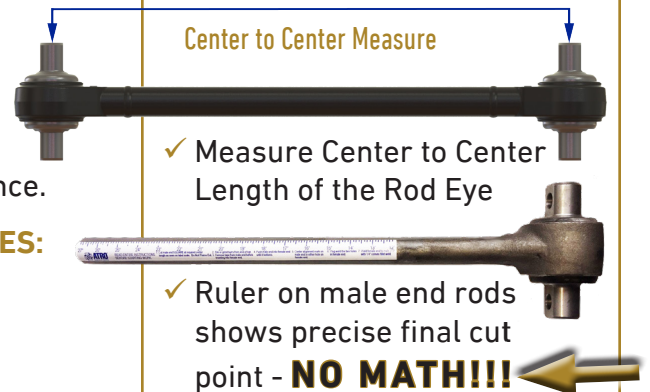 Center to Center Measure
✓ Measure Center to Center
Length of the Rod Eye
nce.
ES:
ATRO
✓ Ruler on male end rods
shows precise final cut
point - NO MATH!!!